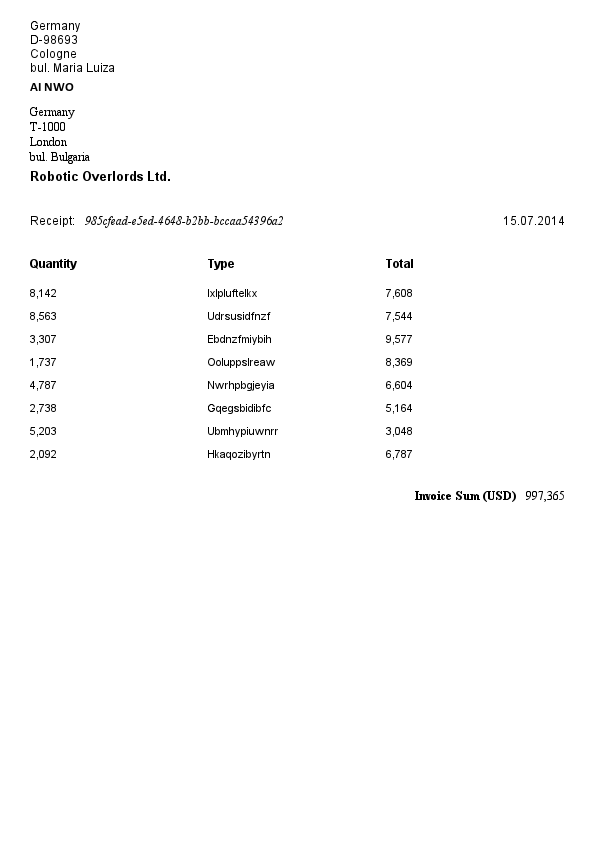 Germany
D-98693
Cologne
bul. Maria Luiza
AI NWO
Germany
T-1000
London
bul. Bulgaria
Robotic Overlords Ltd.
Receipt: 985cfead-e5ed-4648-b2bb-bccaa54396a2 15.07.2014
Quantity Type Total
8,142 Ixlpluftelkx 7,608
8,563 Udrsusidfnzf 7,544
3,307 Ebdnzfmiybih 9,577
1,737 Ooluppslreaw 8,369
4,787 Nwrhpbgjeyia 6,604
2,738 Gqegsbidibfc 5,164
5,203 Ubmhypiuwnrr 3,048
2,092 Hkaqozibyrtn 6,787
Invoice Sum (USD) 997,365